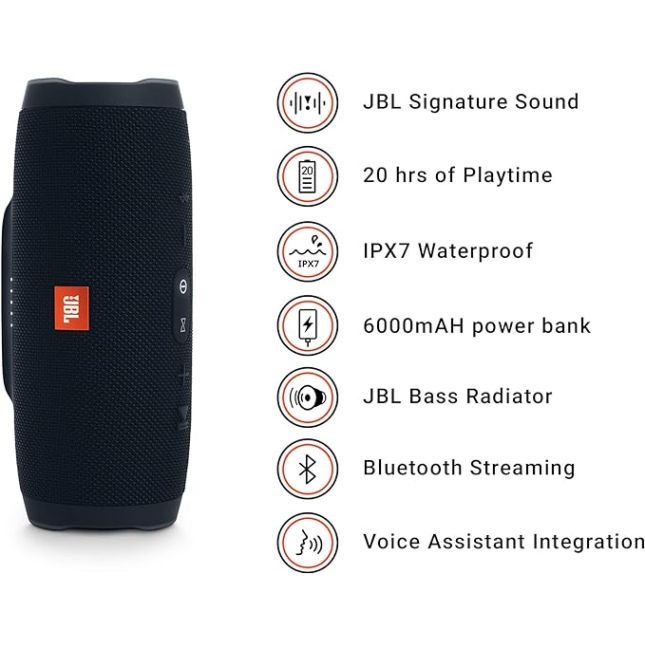 JBL
JBL Signature Sound
20
20 hrs of Playtime
IPX7
IPX7 Waterproof
6000mAH power bank
JBL Bass Radiator
Bluetooth Streaming
Voice Assistant Integration